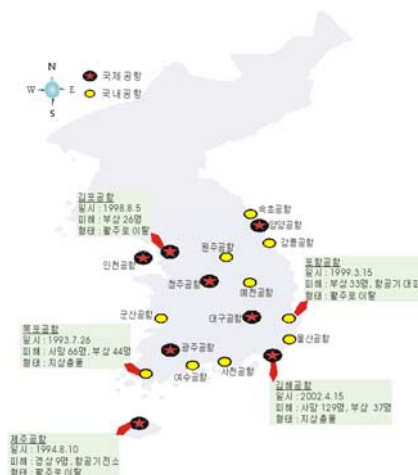 N
W E
S
국제공항
국내공항
김포공항
일시 : 1998.8.5
피해 : 부상 26명
형태 : 활주로이탈
속초공항
양양공항
강릉공항
원주공항
인천공항
청주공항
예천공항
포항공항
일시 : 1999.3.15
피해 : 부상 33명, 항공기 대파
형태 : 활주로이탈
군산공항
대구공항
울산공항
목포공항
일시 : 1993.7.26
피해 : 사망 66명, 부상 44명
형태 : 지상충돌
광주공항
여수공항
사천공항
김해공항
일시 : 2002.4.15
피해 : 사망 129명, 부상 37명
형태 : 지상충돌
제주공항
일시 : 1994.8.10
피해 : 경상 9명, 항공기전소
형태 : 활주로이탈